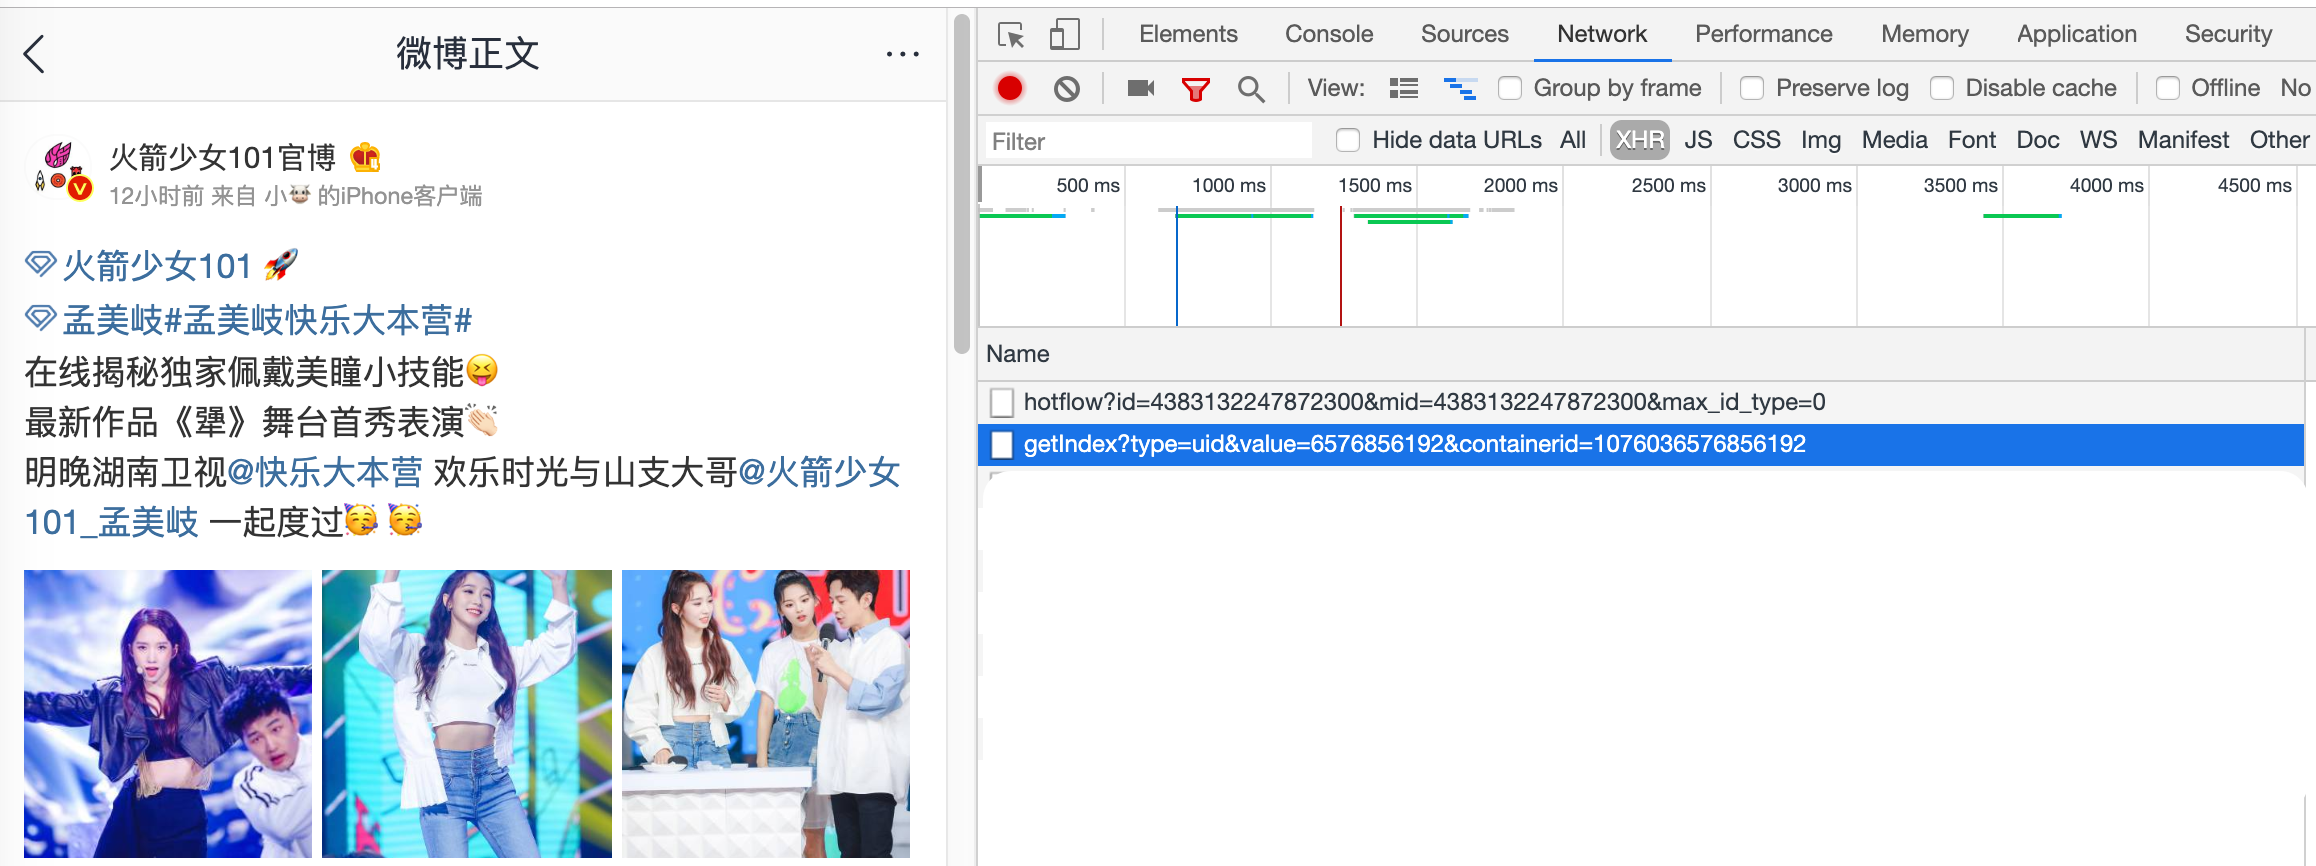 微博正文
火箭少女101官博
12小时前 来自 小🐮 的iPhone客户端
火箭少女101 🚀
孟美岐#孟美岐快乐大本营#
在线揭秘独家佩戴美瞳小技能😝
最新作品《犟》舞台首秀表演👏🏻
明晚湖南卫视@快乐大本营 欢乐时光与山支大哥@火箭少女
101_孟美岐 一起度过🥳 🥳
Elements Console Sources Network Performance Memory Application Security
View: Group by frame Preserve log Disable cache Offline No
Filter Hide data URLs All XHR JS CSS Img Media Font Doc WS Manifest Other
500 ms 1000 ms 1500 ms 2000 ms 2500 ms 3000 ms 3500 ms 4000 ms 4500 ms
Name
hotflow?id=4383132247872300&mid=4383132247872300&max_id_type=0
getIndex?type=uid&value=6576856192&containerid=1076036576856192